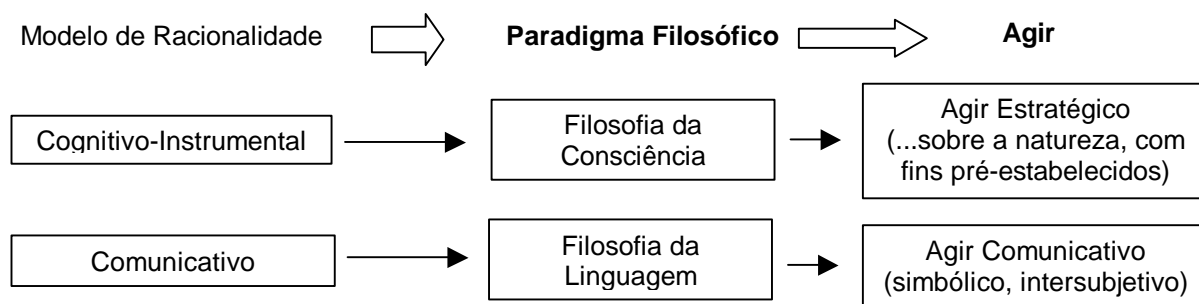 Modelo de Racionalidade
Paradigma Filosófico
Agir
Cognitivo-Instrumental
Filosofia da
Consciência
Agir Estratégico
(...sobre a natureza, com
fins pré-estabelecidos)
Comunicativo
Filosofia da
Linguagem
Agir Comunicativo
(simbólico, intersubjetivo)